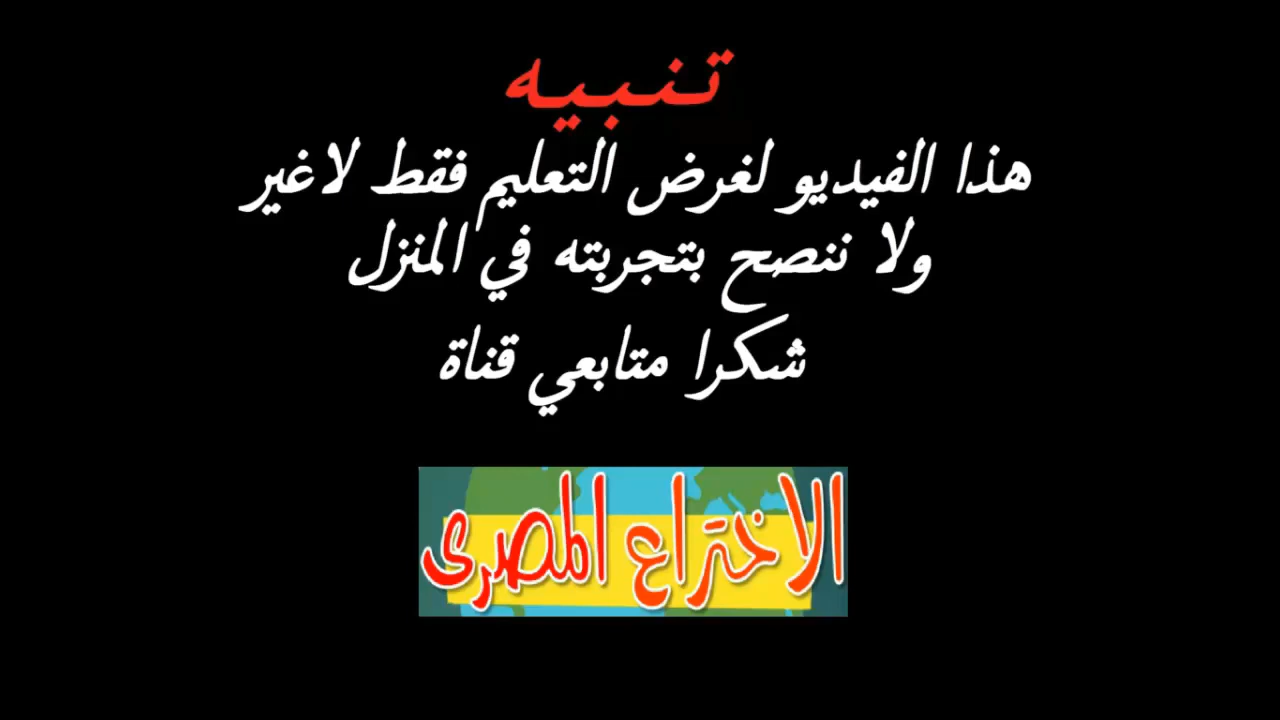 تنبيه
هذا الفيديو لغرض التعليم فقط لاغير
ولا ننصح بتجربته في المنزل
شكرا متابعي قناة
الاختراع المصرى